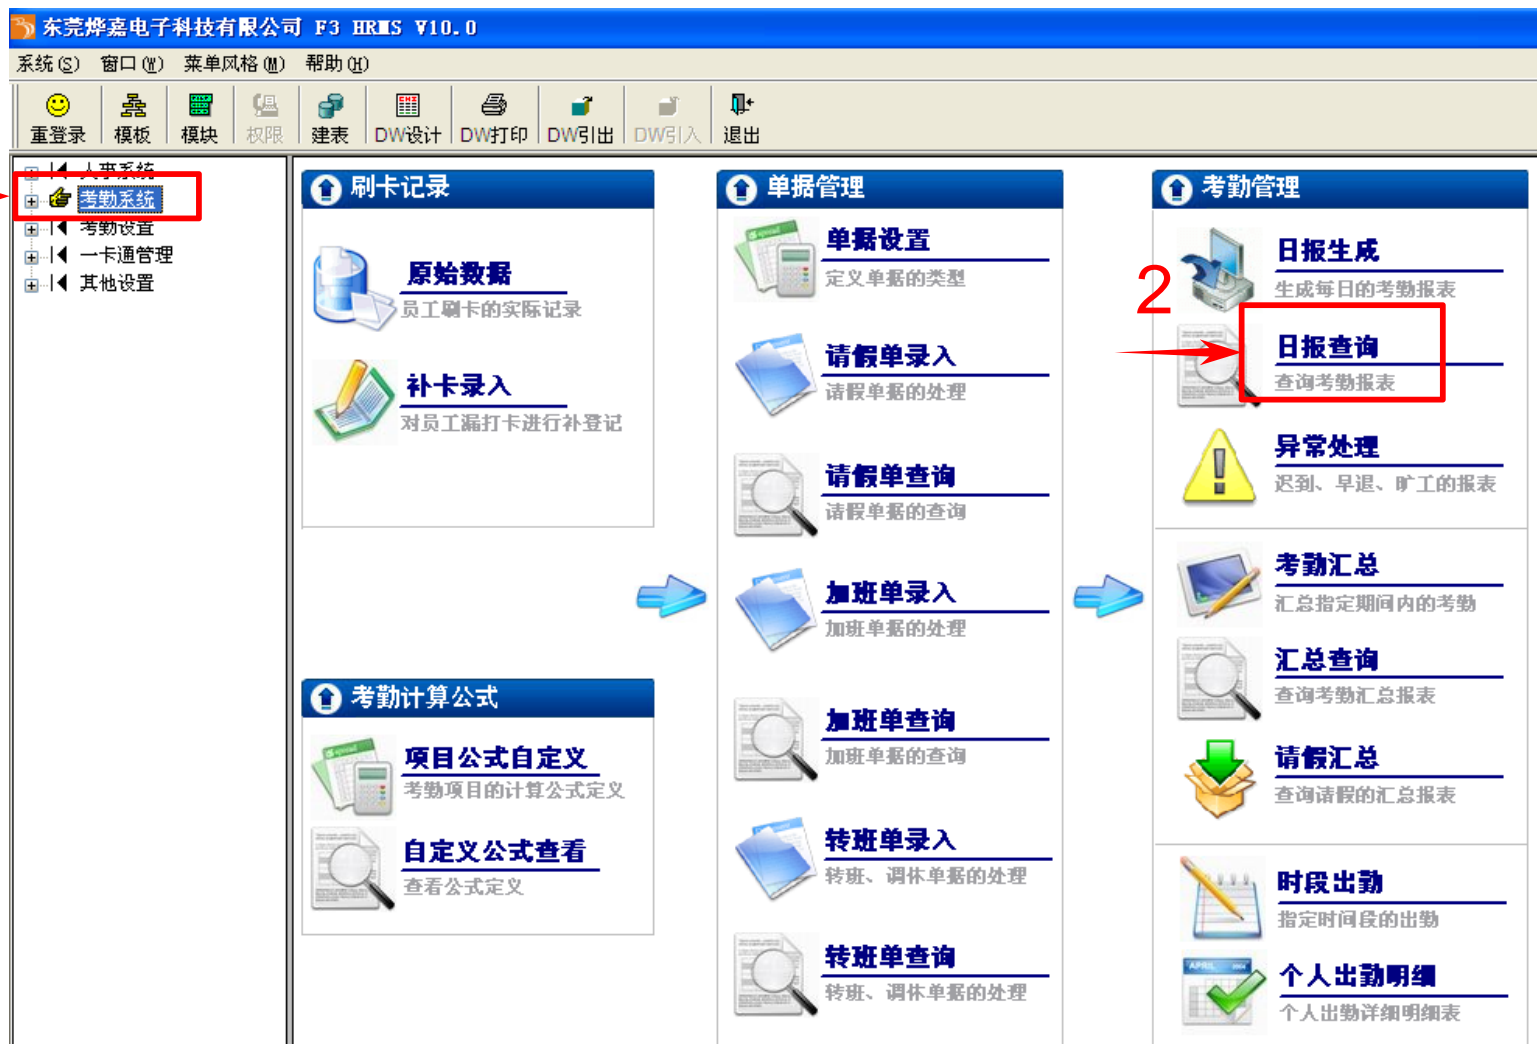 东莞烨嘉电子科技有限公司 F3 HRMS V10.0
系统(S) 窗口(W) 菜单风格(M) 帮助(H)
重登录 模板 模块 权限 建表 DW设计 DW打印 DW引出 DW引入 退出
人事系统
考勤系统
考勤设置
一卡通管理
其他设置
刷卡记录
原始数据
员工刷卡的实际记录
补卡录入
对员工漏打卡进行补登记
考勤计算公式
项目公式自定义
考勤项目的计算公式定义
自定义公式查看
查看公式定义
单据管理
单据设置
定义单据的类型
请假单录入
请假单据的处理
请假单查询
请假单据的查询
加班单录入
加班单据的处理
加班单查询
加班单据的查询
转班单录入
转班、调休单据的处理
转班单查询
转班、调休单据的处理
考勤管理
日报生成
生成每日的考勤报表
2
日报查询
查询考勤报表
异常处理
迟到、早退、旷工的报表
考勤汇总
汇总指定期间内的考勤
汇总查询
查询考勤汇总报表
请假汇总
查询请假的汇总报表
时段出勤
指定时间段的出勤
APRIL
个人出勤明细
个人出勤详细明细表